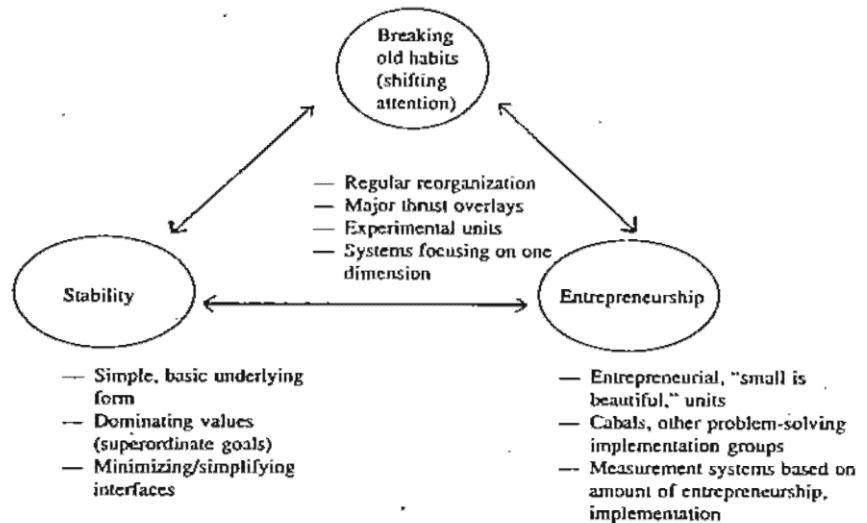 Breaking
old habits
(shifting
attention)
— Regular reorganization
— Major thrust overlays
— Experimental units
— Systems focusing on one
dimension
Stability
Entrepreneurship
— Simple, basic underlying
form
— Dominating values
(superordinate goals)
— Minimizing/simplifying
interfaces
— Entrepreneurial, “small is
beautiful,” units
— Cabals, other problem-solving
implementation groups
— Measurement systems based on
amount of entrepreneurship,
implementation